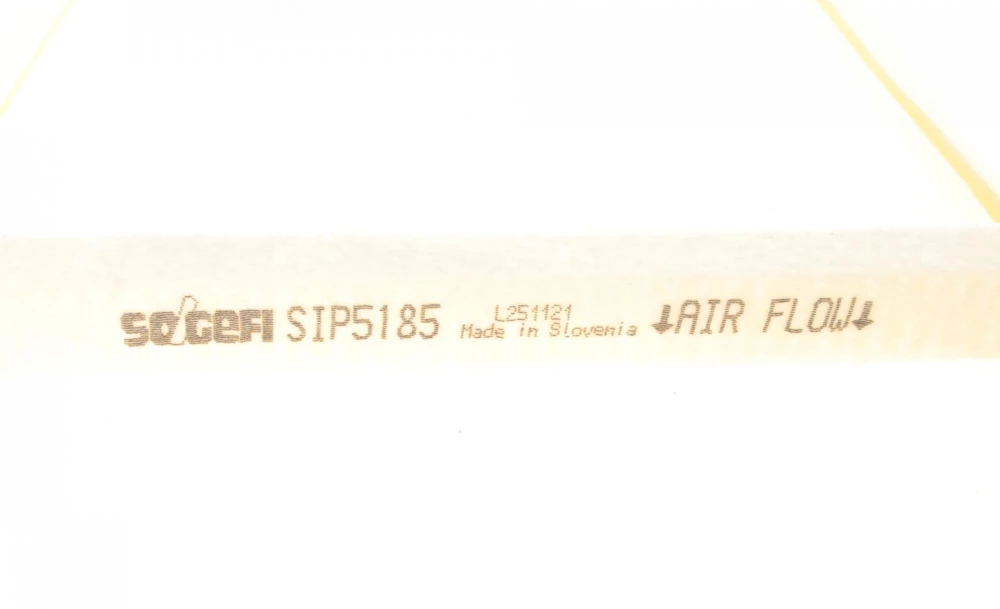 SOGEFI SIP5185 L251121 ↓AIR FLOW↓
Made in Slovenia